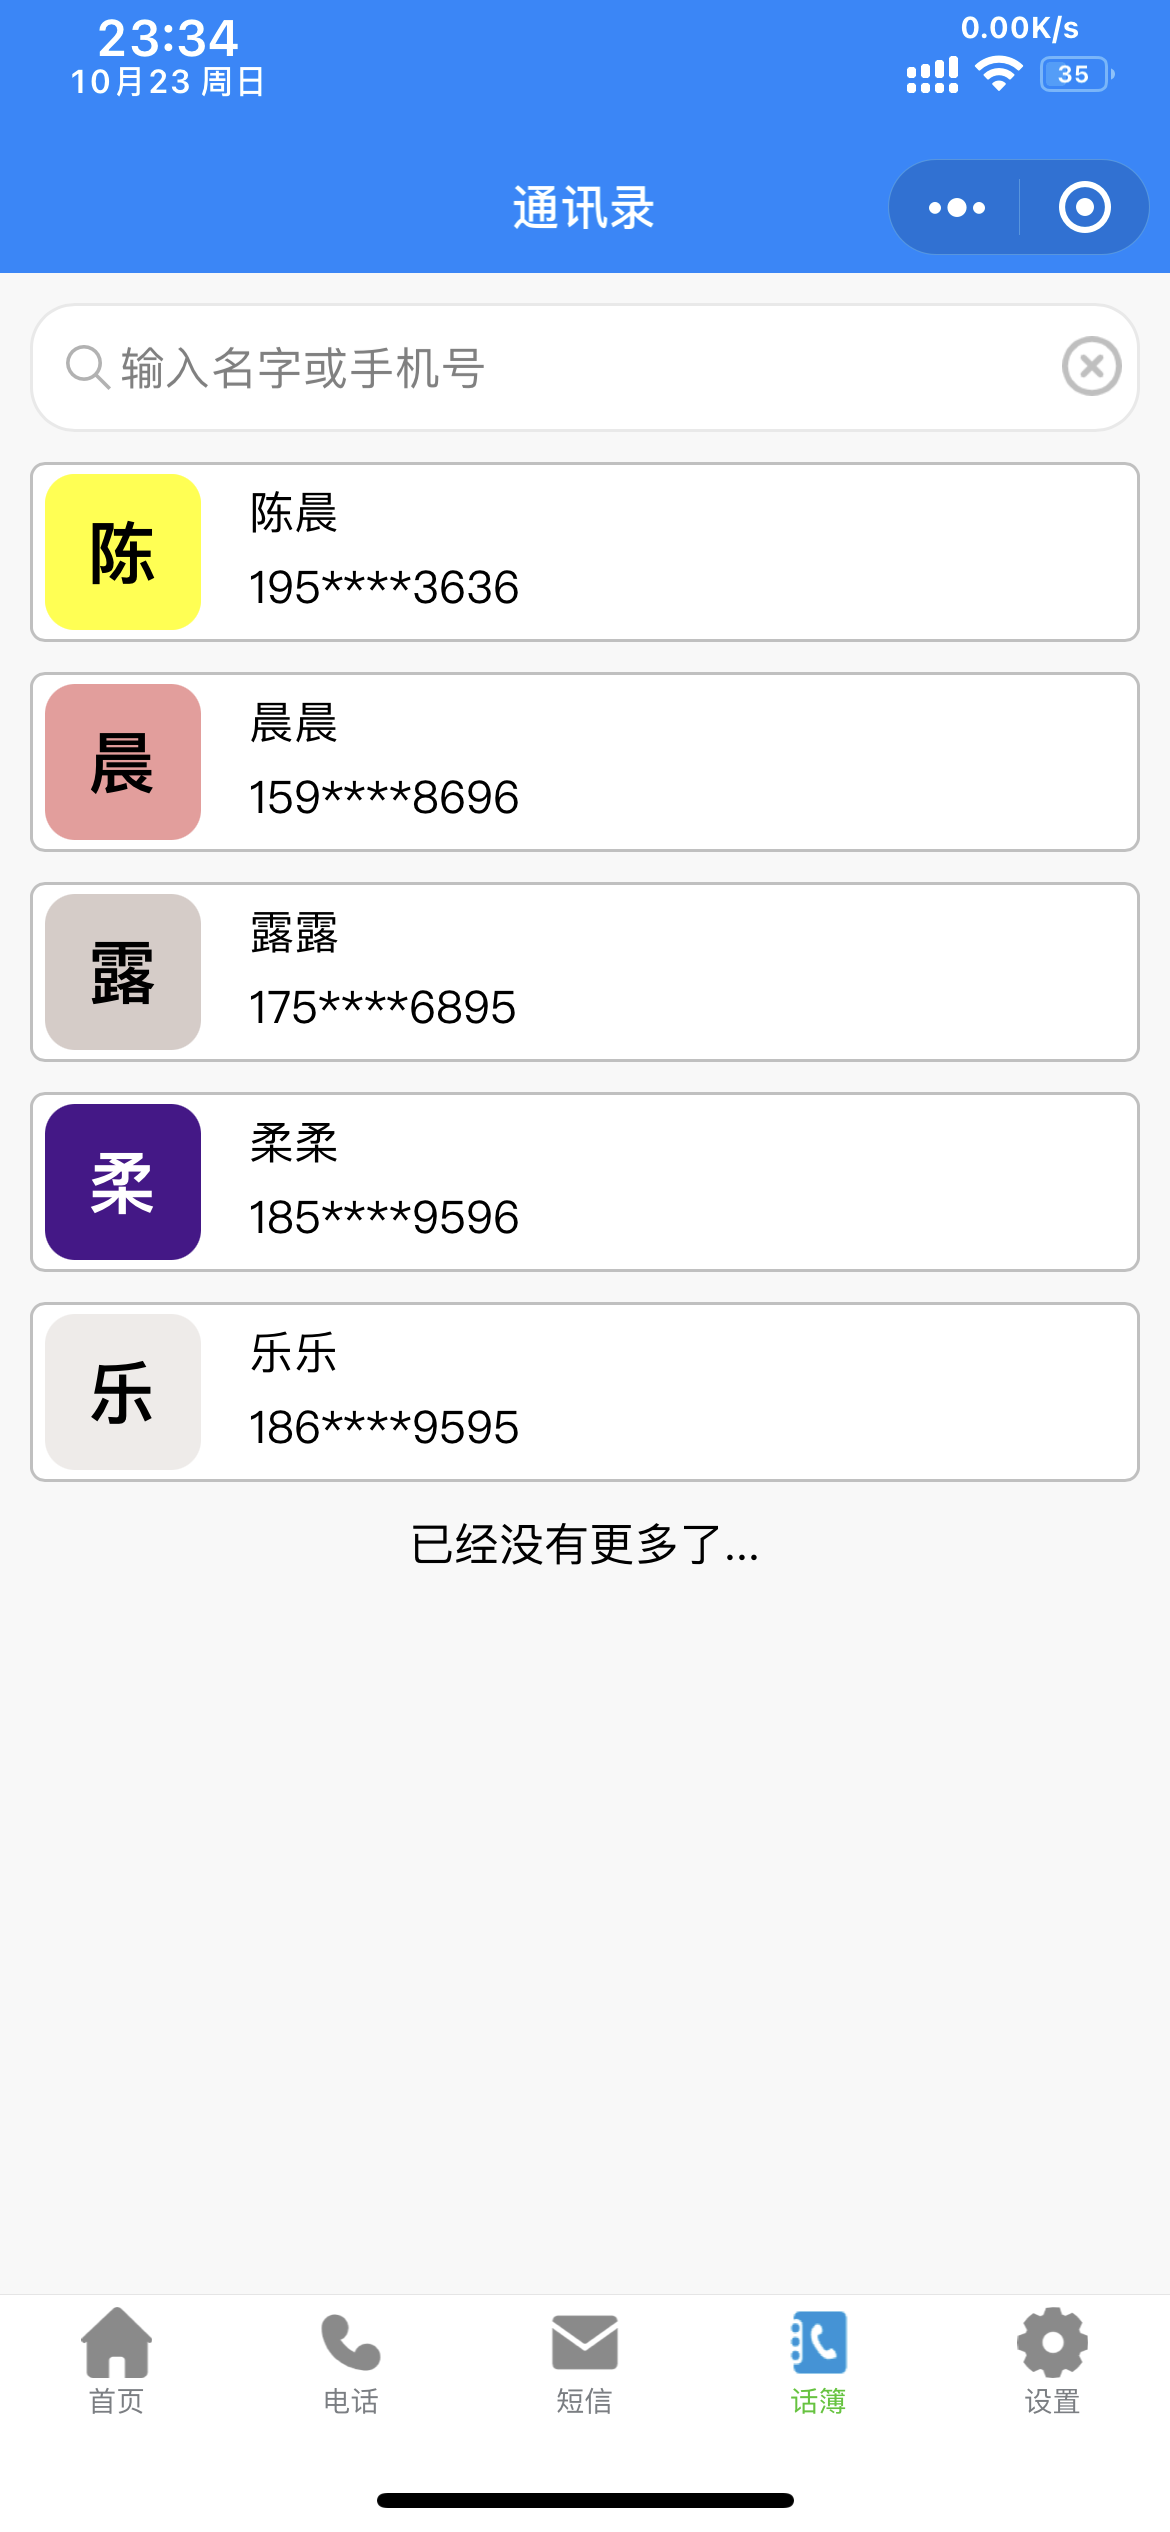 23:34
10月23 周日
0.00K/s
35
通讯录
输入名字或手机号
陈
陈晨
195****3636
晨
晨晨
159****8696
露
露露
175****6895
柔
柔柔
185****9596
乐
乐乐
186****9595
已经没有更多了...
首页
电话
短信
话簿
设置